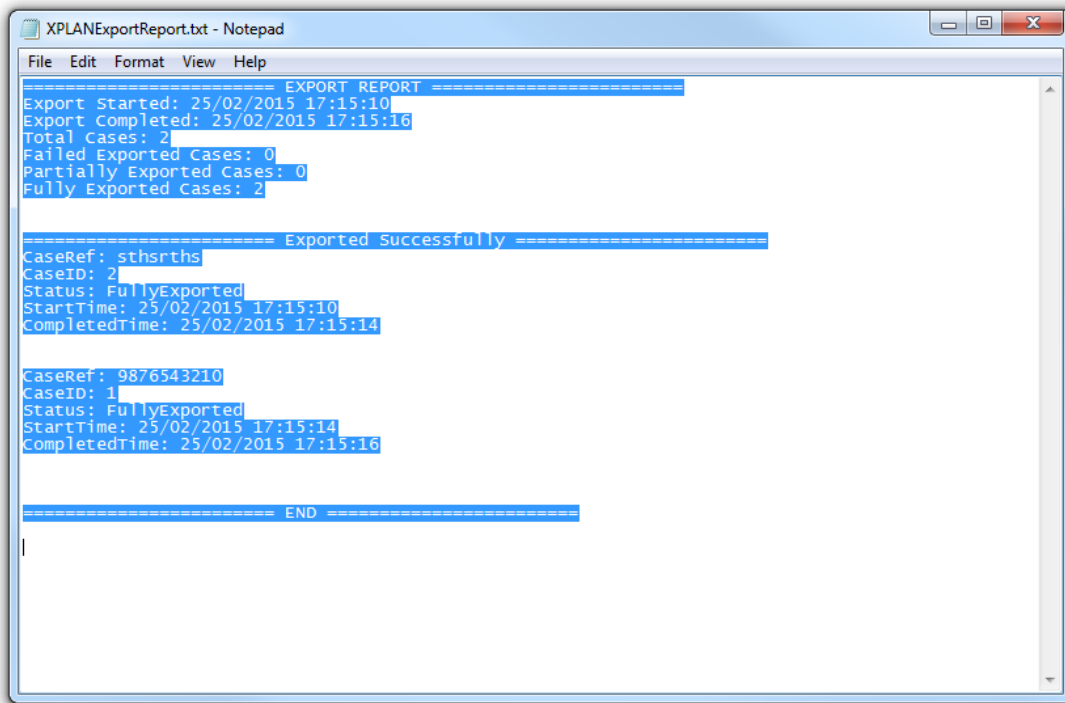 XPLANExportReport.txt - Notepad
File Edit Format View Help
======================== EXPORT REPORT ========================
Export Started: 25/02/2015 17:15:10
Export Completed: 25/02/2015 17:15:16
Total Cases: 2
Failed Exported Cases: 0
Partially Exported Cases: 0
Fully Exported Cases: 2
======================== Exported Successfully ========================
CaseRef: sthsrths
CaseID: 2
Status: FullyExported
StartTime: 25/02/2015 17:15:10
CompletedTime: 25/02/2015 17:15:14
CaseRef: 9876543210
CaseID: 1
Status: FullyExported
StartTime: 25/02/2015 17:15:14
CompletedTime: 25/02/2015 17:15:16
======================== END ========================